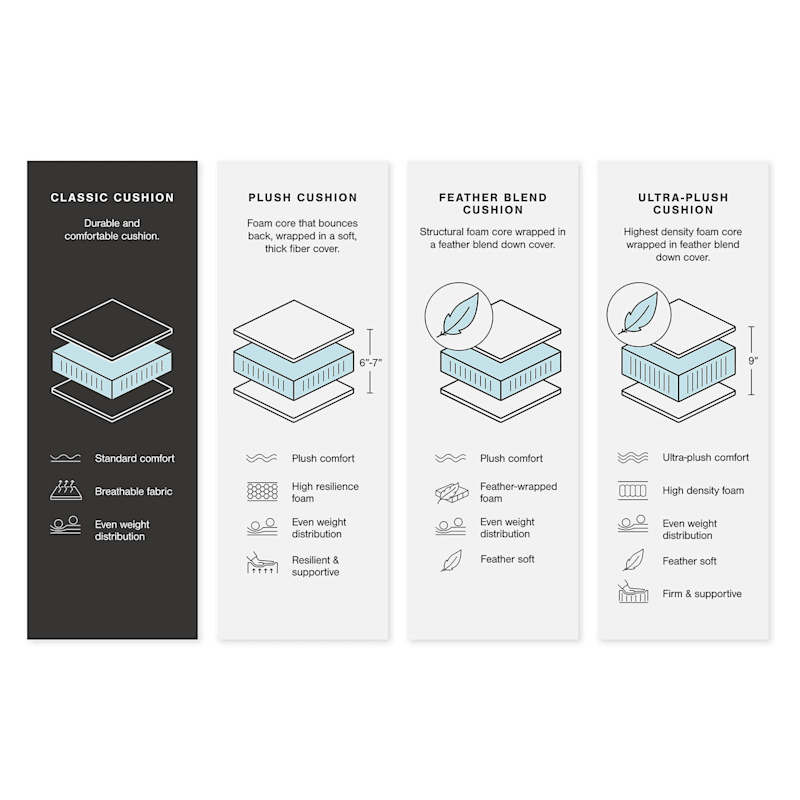 CLASSIC CUSHION
Durable and
comfortable cushion.
Standard comfort
Breathable fabric
Even weight
distribution
PLUSH CUSHION
Foam core that bounces
back, wrapped in a soft,
thick fiber cover.
6"-7"
Plush comfort
High resilience
foam
Even weight
distribution
Resilient &
supportive
FEATHER BLEND
CUSHION
Structural foam core wrapped in
a feather blend down cover.
Plush comfort
Feather-wrapped
foam
Even weight
distribution
Feather soft
ULTRA-PLUSH
CUSHION
Highest density foam core
wrapped in feather blend
down cover.
9"
Ultra-plush comfort
High density foam
Even weight
distribution
Feather soft
Firm & supportive